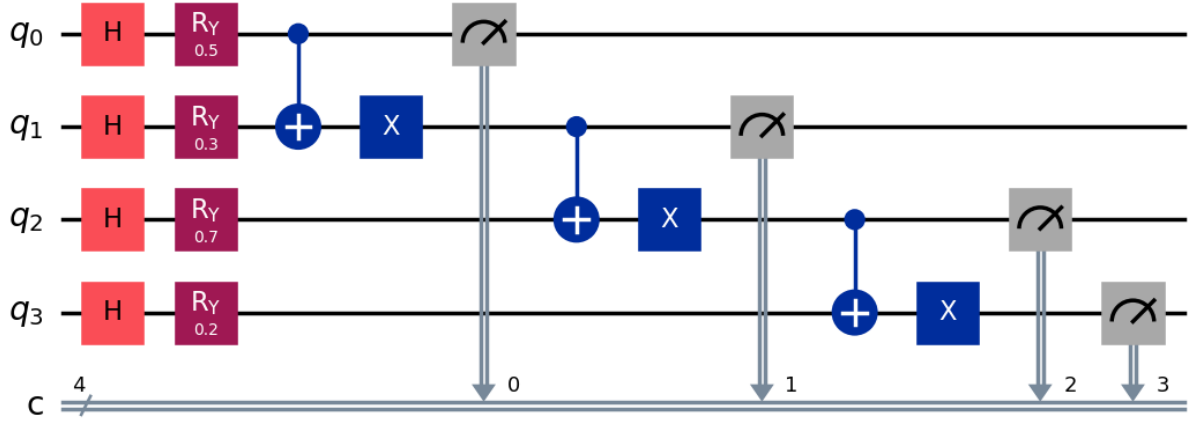 q0 H RY 0.5
q1 H RY 0.3 X
q2 H RY 0.7 X
q3 H RY 0.2 X
4 0 1 2 3
c